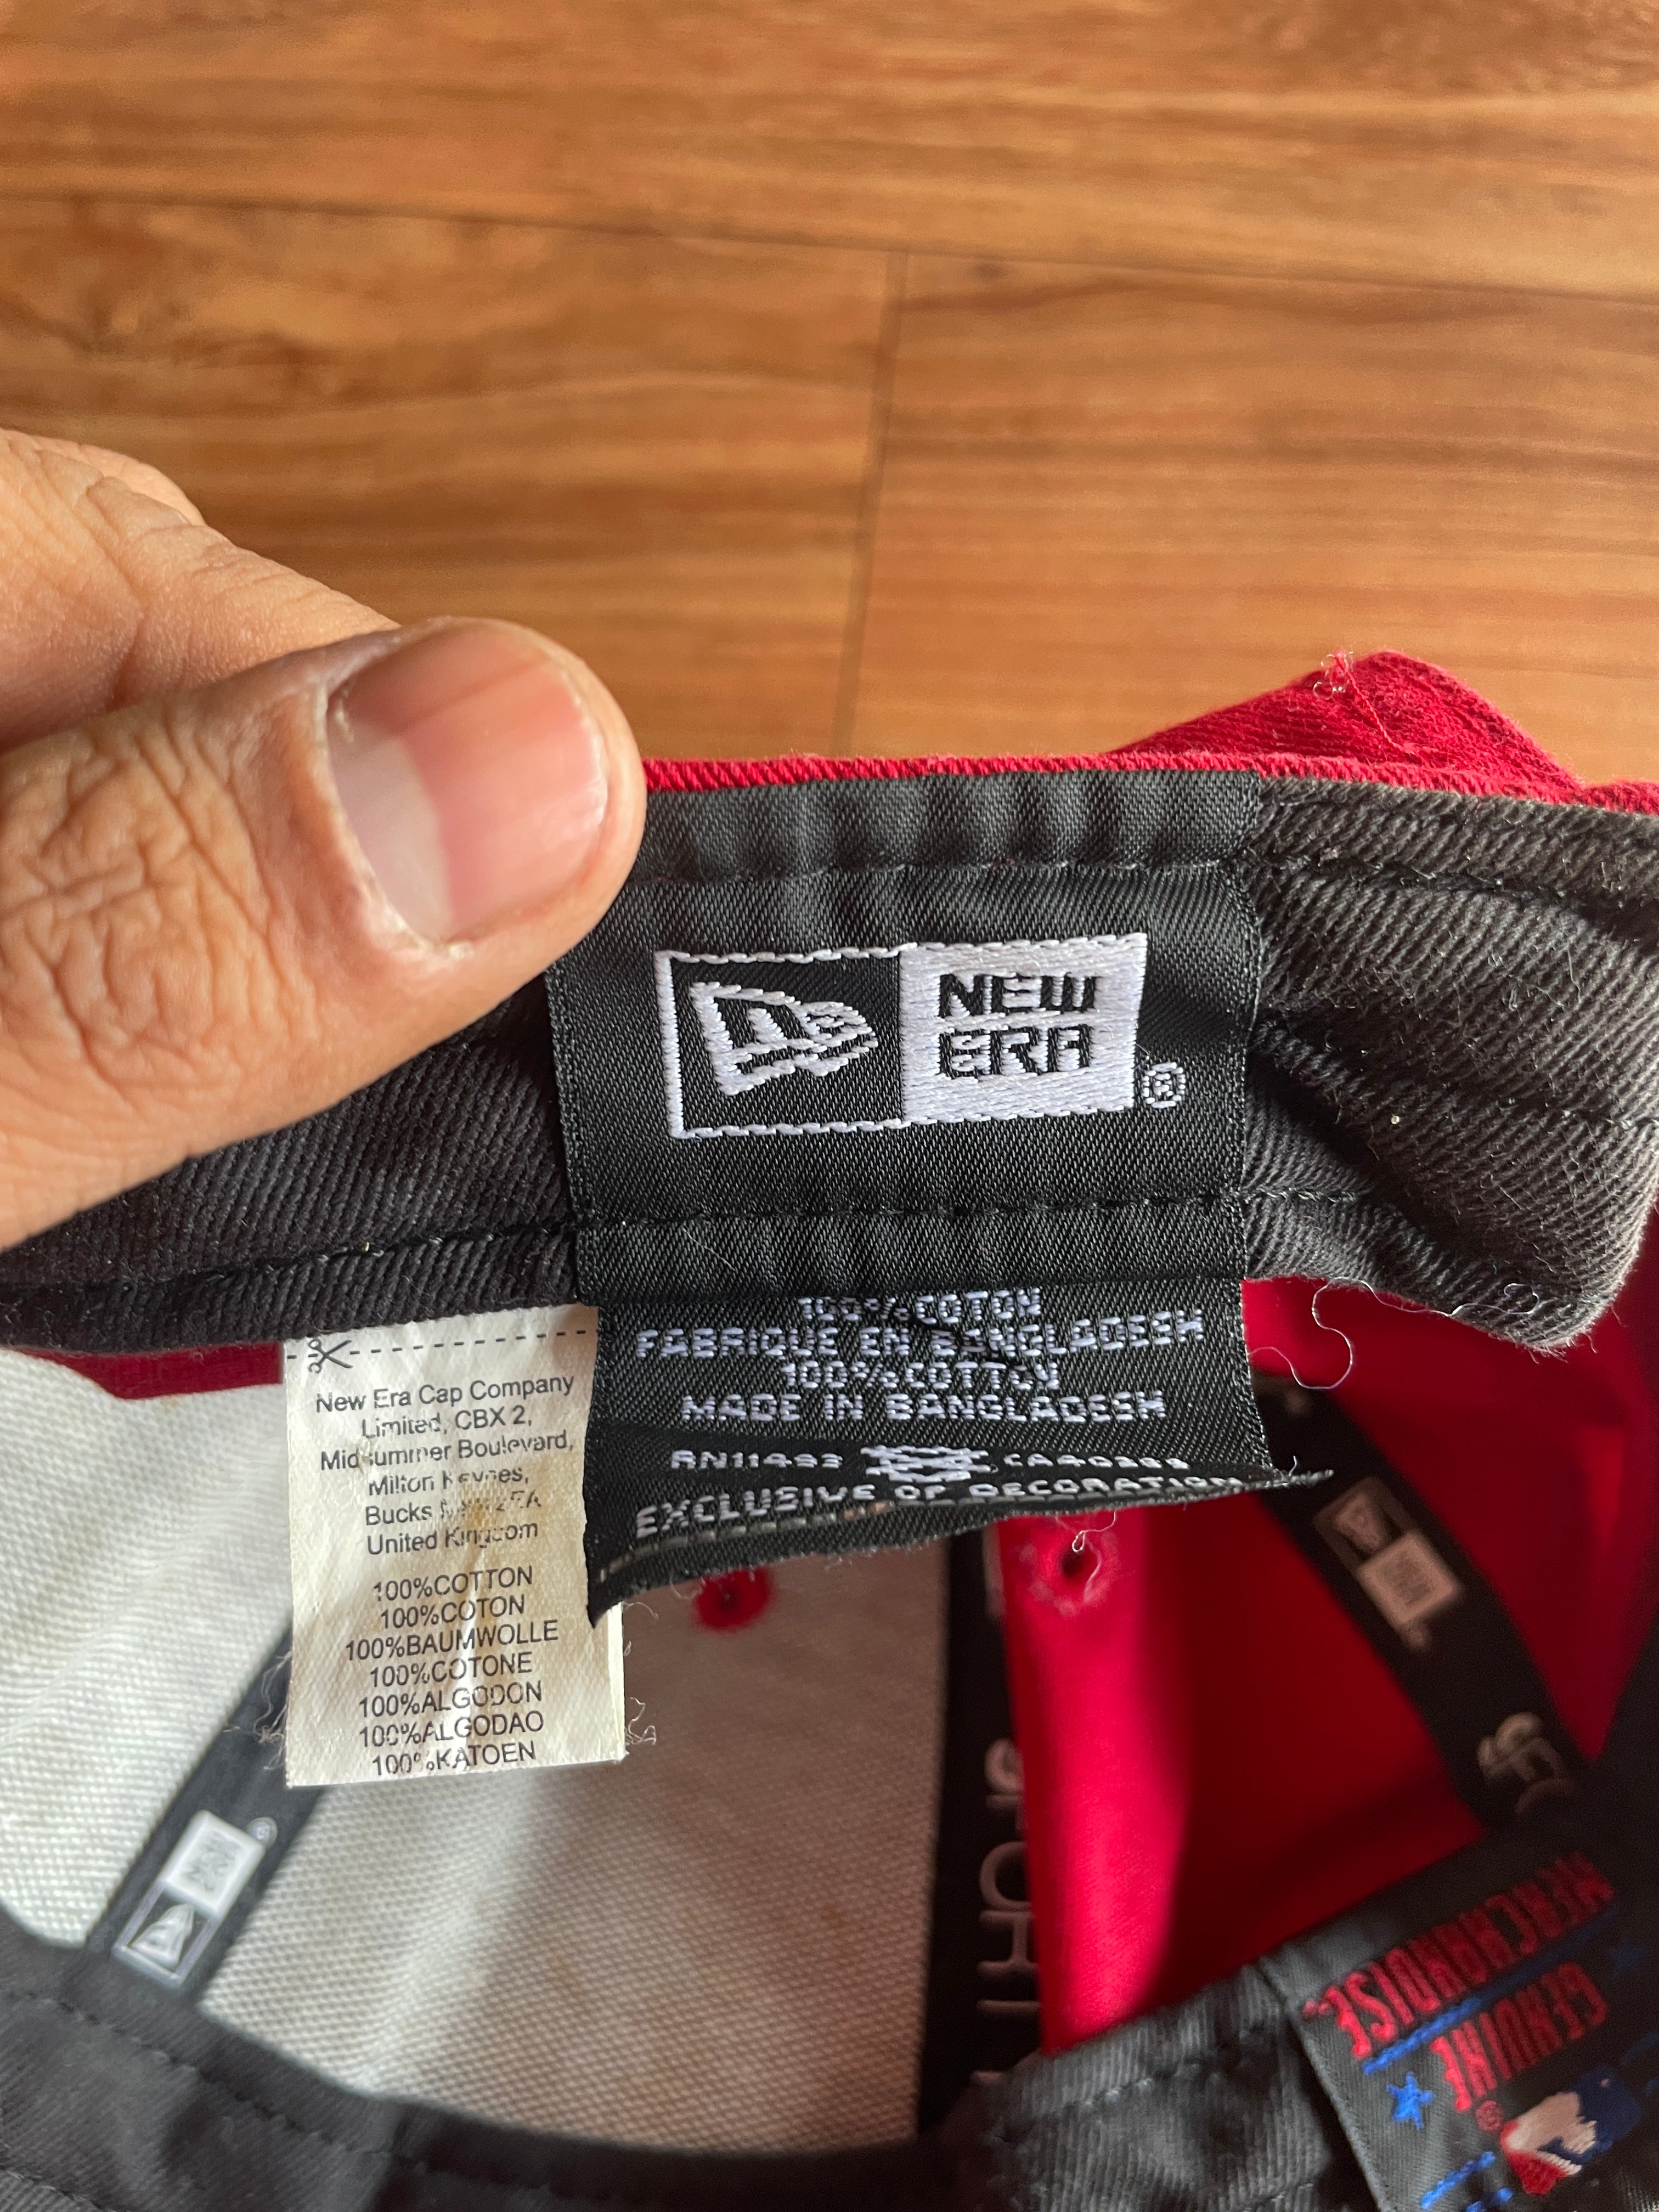 NEW
ERA
®
100% COTON
FABRIQUE EN BANGLADESH
100% COTTON
MADE IN BANGLADESH
RN11493
EXCLUSIVE OF DECORATION
New Era Cap Company
Limited, CBX 2,
Midsummer Boulevard,
Milton Keynes,
Bucks
United Kingdom
100%COTTON
100%COTON
100%BAUMWOLLE
100%COTONE
100%ALGODON
100%ALGODAO
100%KATOEN
GENUINE
MERCHANDISE